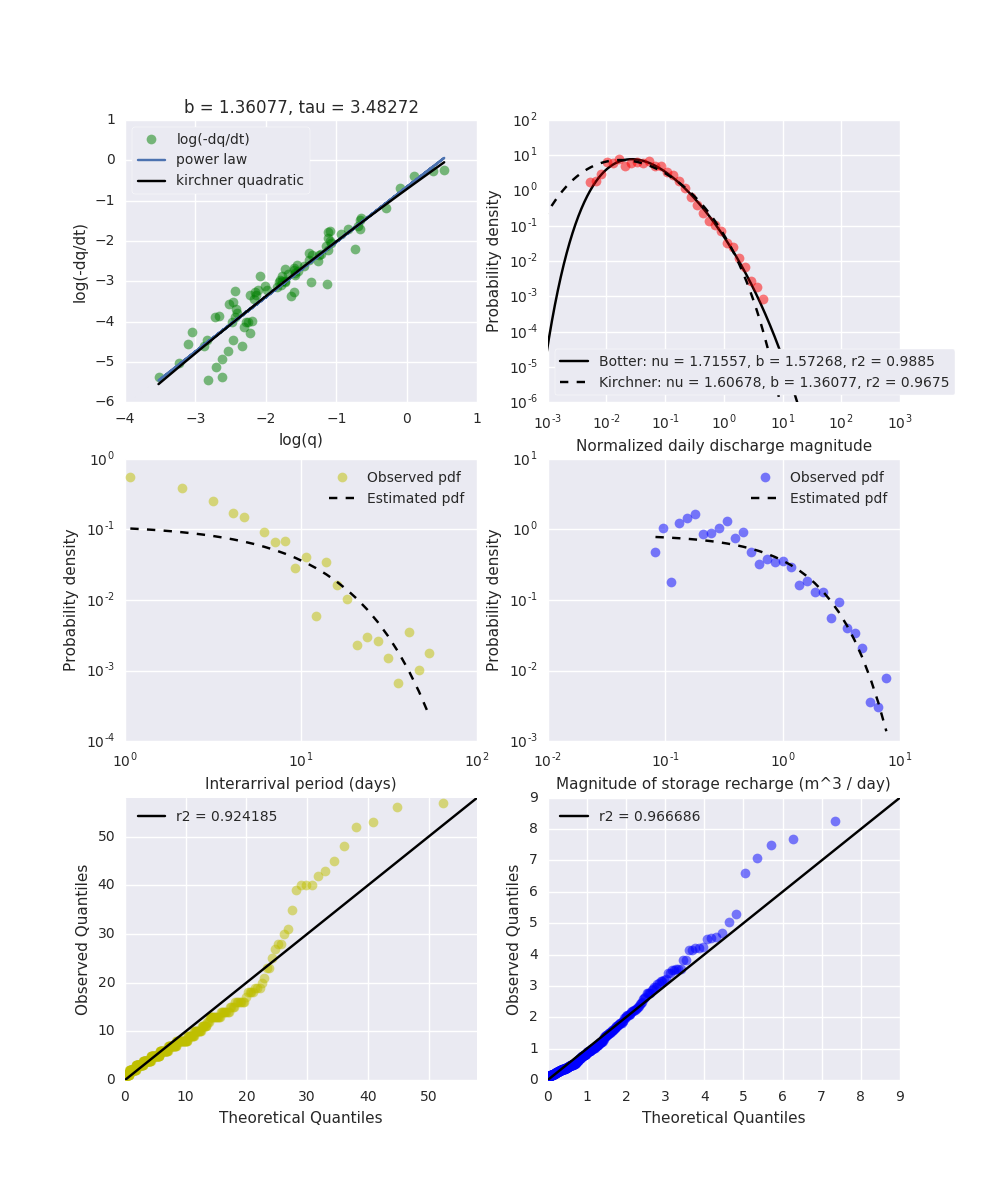 b = 1.36077, tau = 3.48272
1
0
−1
−2
−3
−4
−5
−6
log(-dq/dt)
log(-dq/dt)
power law
kirchner quadratic
−4 −3 −2 −1 0 1
log(q)
10^2
10^1
10^0
10^-1
10^-2
10^-3
10^-4
10^-5
10^-6
Probability density
Botter: nu = 1.71557, b = 1.57268, r2 = 0.9885
Kirchner: nu = 1.60678, b = 1.36077, r2 = 0.9675
10^-3 10^-2 10^-1 10^0 10^1 10^2 10^3
Normalized daily discharge magnitude
10^0
10^-1
10^-2
10^-3
10^-4
Probability density
Observed pdf
Estimated pdf
10^0 10^1 10^2
Interarrival period (days)
10^1
10^0
10^-1
10^-2
10^-3
Probability density
Observed pdf
Estimated pdf
10^-2 10^-1 10^0 10^1
Magnitude of storage recharge (m^3 / day)
50
40
30
20
10
0
Observed Quantiles
r2 = 0.924185
0 10 20 30 40 50
Theoretical Quantiles
9
8
7
6
5
4
3
2
1
0
Observed Quantiles
r2 = 0.966686
0 1 2 3 4 5 6 7 8 9
Theoretical Quantiles